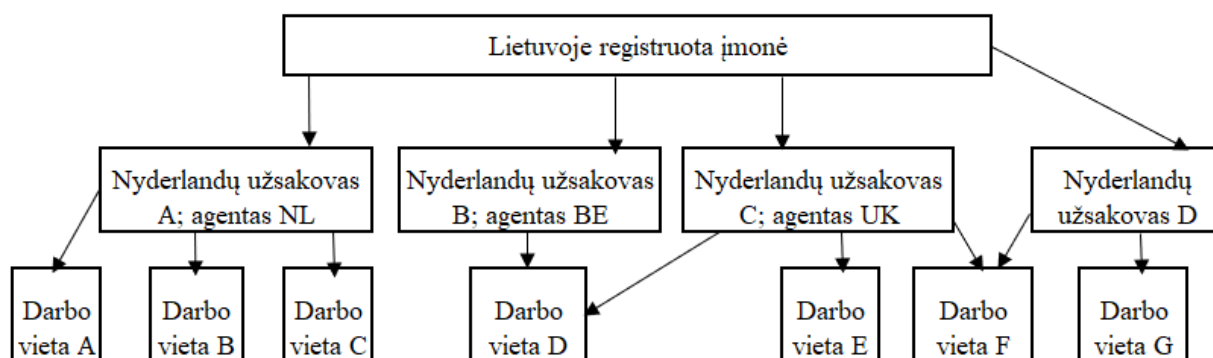 Lietuvoje registruota įmonė
Nyderlandų užsakovas
A; agentas NL
Nyderlandų užsakovas
B; agentas BE
Nyderlandų užsakovas
C; agentas UK
Nyderlandų
užsakovas D
Darbo
vieta A
Darbo
vieta B
Darbo
vieta C
Darbo
vieta D
Darbo
vieta E
Darbo
vieta F
Darbo
vieta G